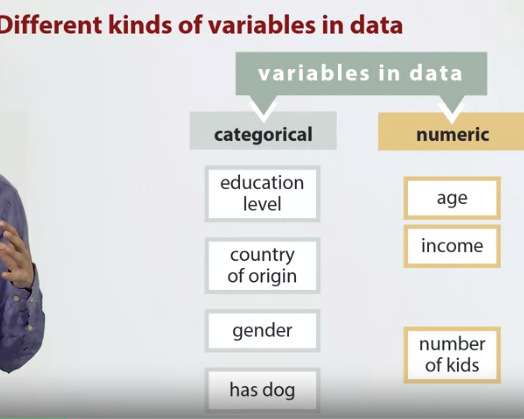 Different kinds of variables in data
variables in data
categorical
numeric
education
level
age
income
country
of origin
gender
number
of kids
has dog